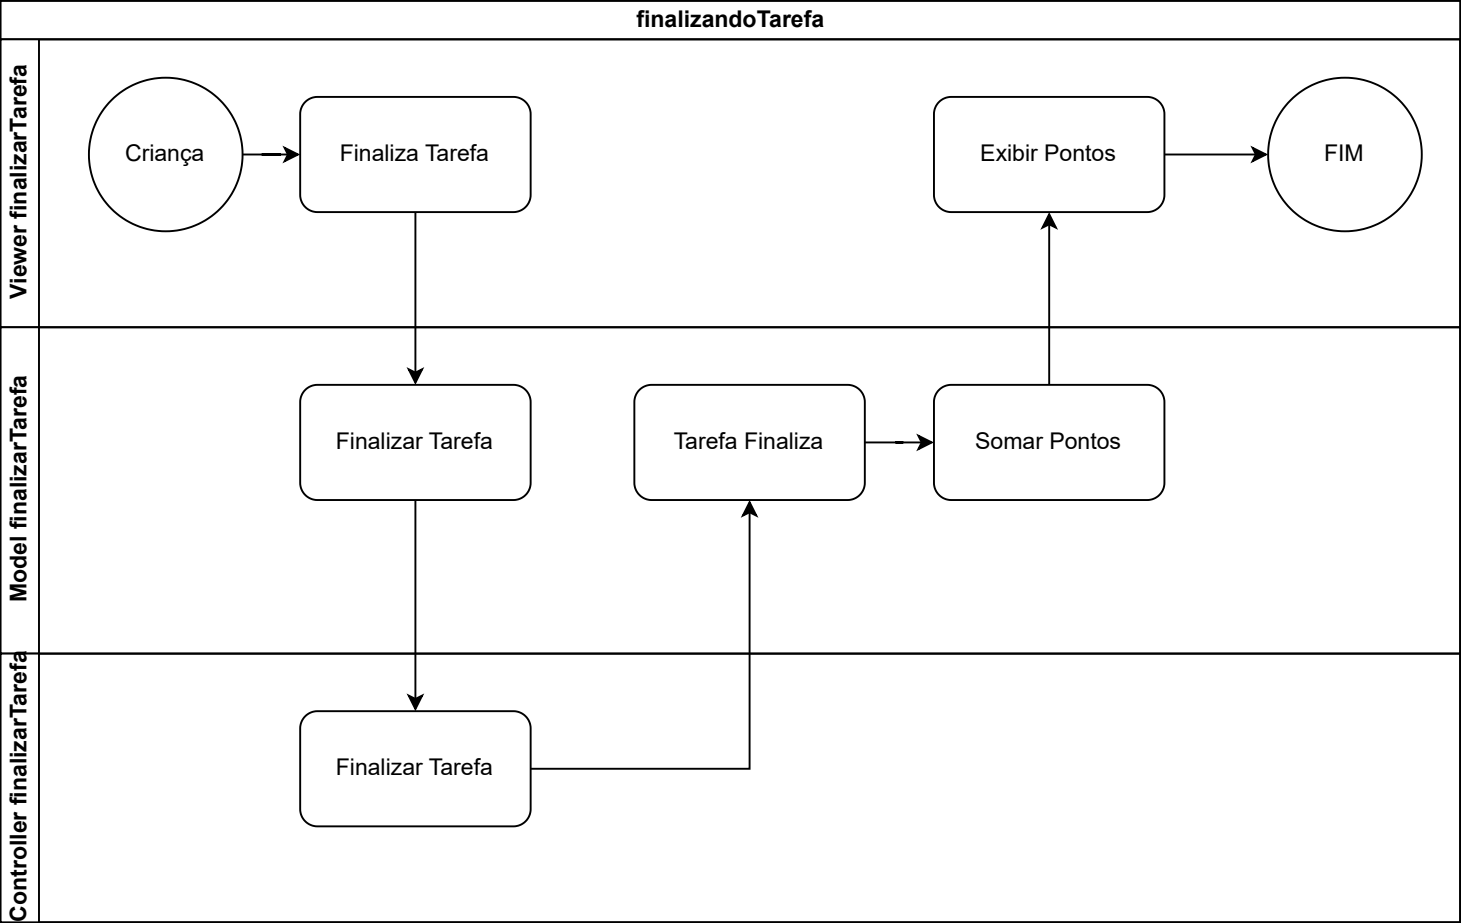 finalizandoTarefa
Viewer finalizarTarefa
Criança
Finaliza Tarefa
Exibir Pontos
FIM
Model finalizarTarefa
Finalizar Tarefa
Tarefa Finaliza
Somar Pontos
Controller finalizarTarefa
Finalizar Tarefa